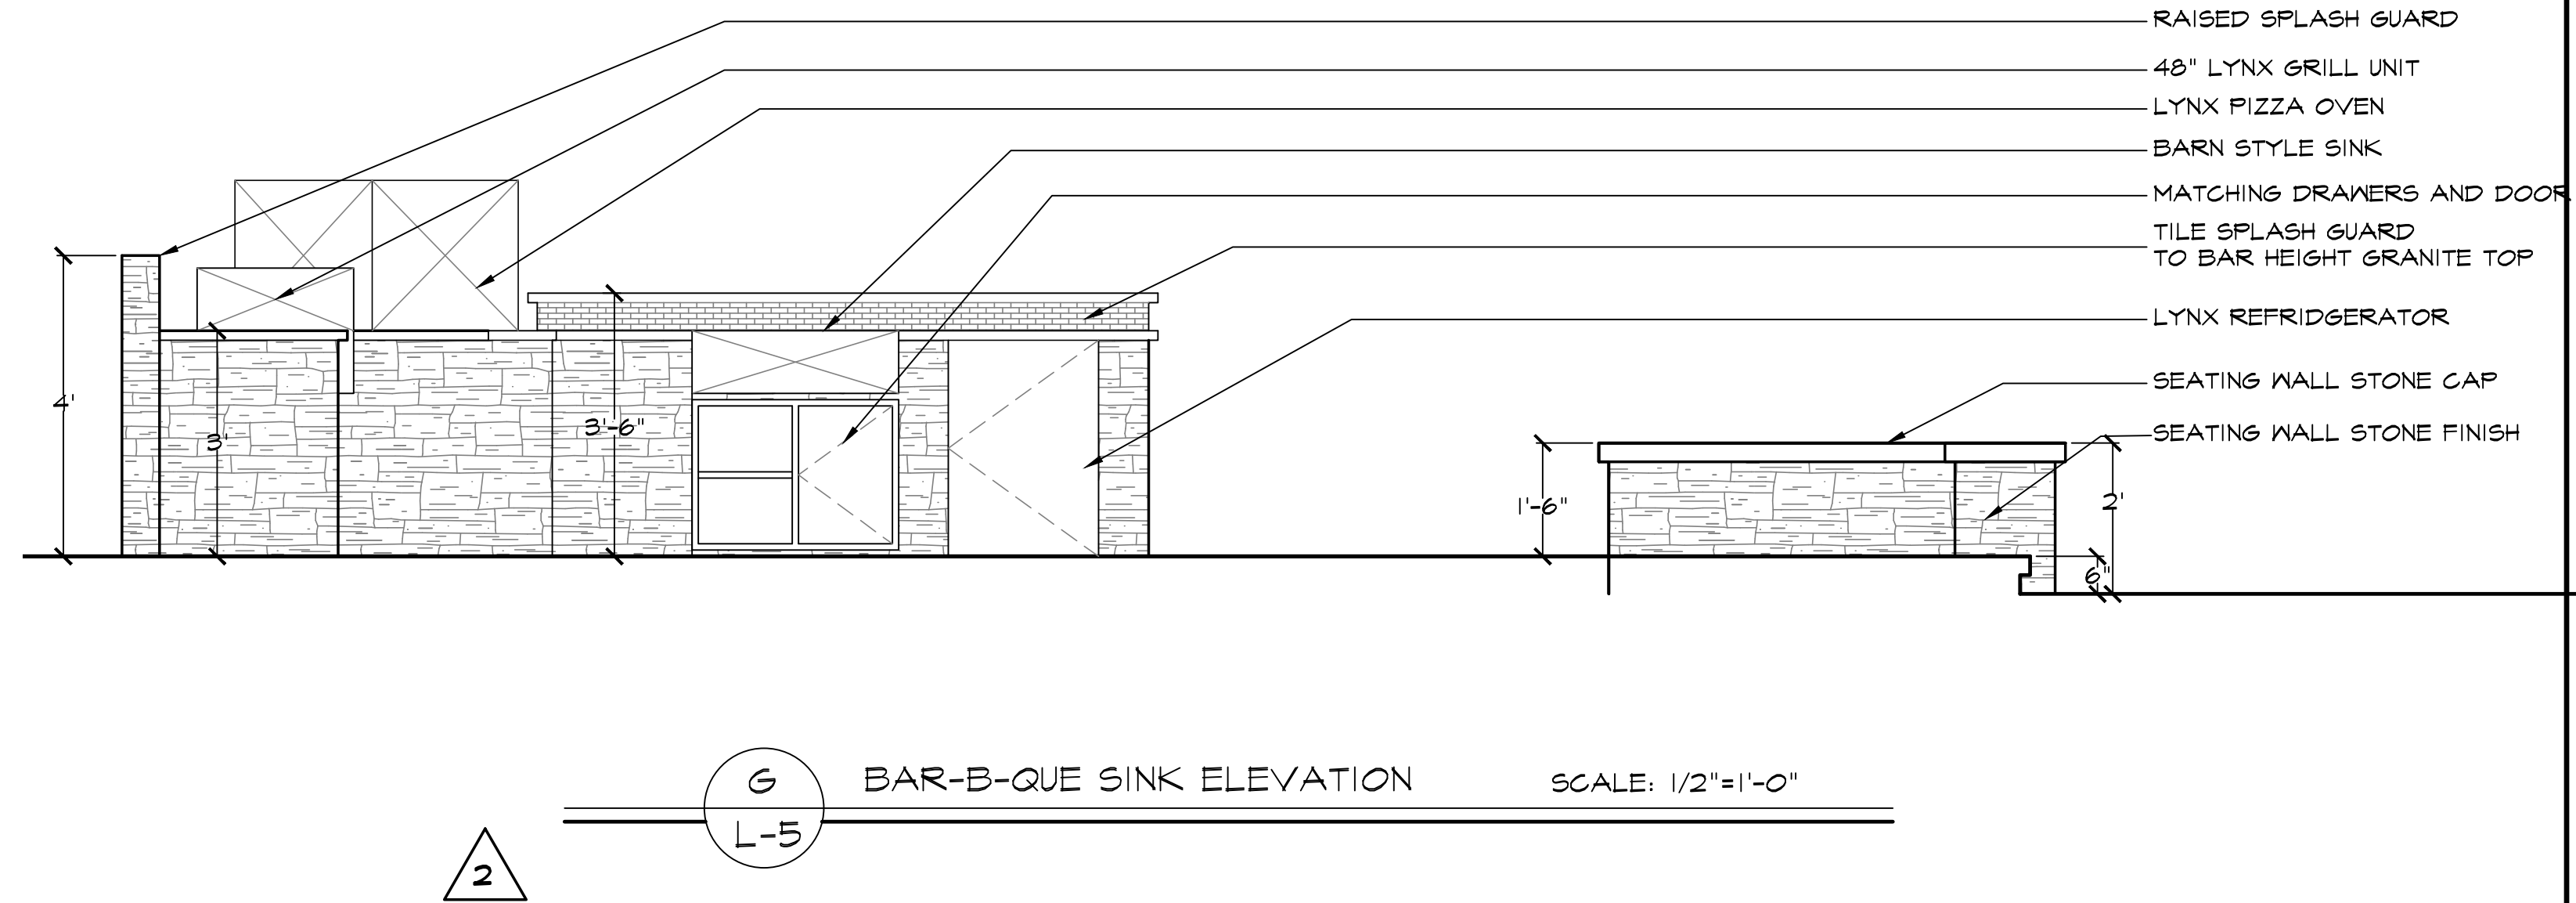 RAISED SPLASH GUARD
48" LYNX GRILL UNIT
LYNX PIZZA OVEN
BARN STYLE SINK
MATCHING DRAWERS AND DOOR
TILE SPLASH GUARD
TO BAR HEIGHT GRANITE TOP
LYNX REFRIDGERATOR
SEATING WALL STONE CAP
SEATING WALL STONE FINISH
4'
3'
3'-6"
1'-6"
2'
6"
G
L-5
BAR-B-QUE SINK ELEVATION
SCALE: 1/2"=1'-0"
2